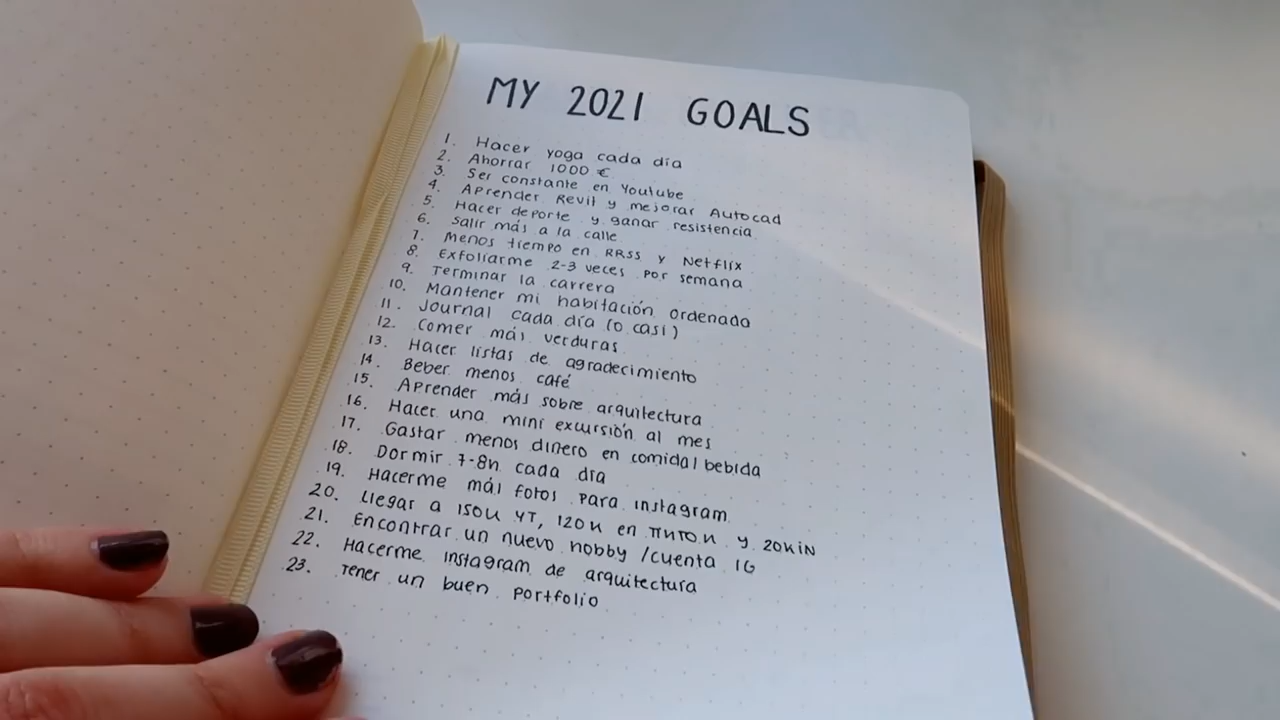 MY 2021 GOALS
1. Hacer yoga cada día
2. Ahorrar 1000 €
3. Ser constante en Youtube
4. Aprender Revit y mejorar Autocad
5. Hacer deporte y ganar resistencia
6. Salir más a la calle
7. Menos tiempo en RRSS y Netflix
8. Exfoliarme 2-3 veces por semana
9. Terminar la carrera
10. Mantener mi habitación ordenada
11. Journal cada día (o casi)
12. Comer más verduras
13. Hacer listas de agradecimiento
14. Beber menos café
15. Aprender más sobre arquitectura
16. Hacer una mini excursión al mes
17. Gastar menos dinero en comida/bebida
18. Dormir 7-8h cada día
19. Hacerme más fotos para instagram
20. Llegar a 150k YT, 120k en y 20k IN
21. Encontrar un nuevo hobby /cuenta IG
22. Hacerme instagram de arquitectura
23. Tener un buen portfolio